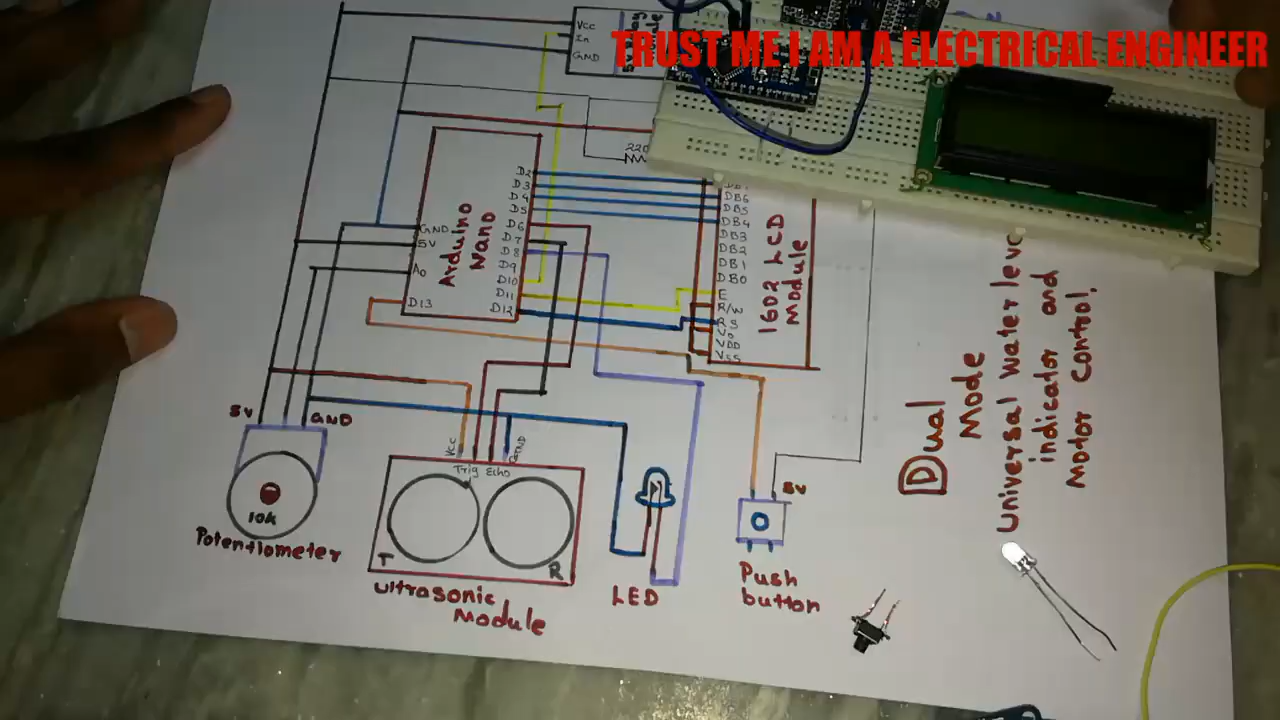 TRUST ME I AM A ELECTRICAL ENGINEER
Vcc
In
GND
220
Arduino
Nano
GND
5V
A0
D13
D2
D3
D4
D5
D6
D7
D8
D9
D10
D11
D12
DB6
DB5
DB4
DB3
DB2
DB1
DB0
E
R/W
RS
Vo
VDD
VSS
1602 LCD
Module
5V
GND
10k
Potentiometer
Vcc
Trig
Echo
T
R
Ultrasonic
Module
LED
5V
Push
button
Dual
Mode
Universal water leve
indicator and
Motor control.